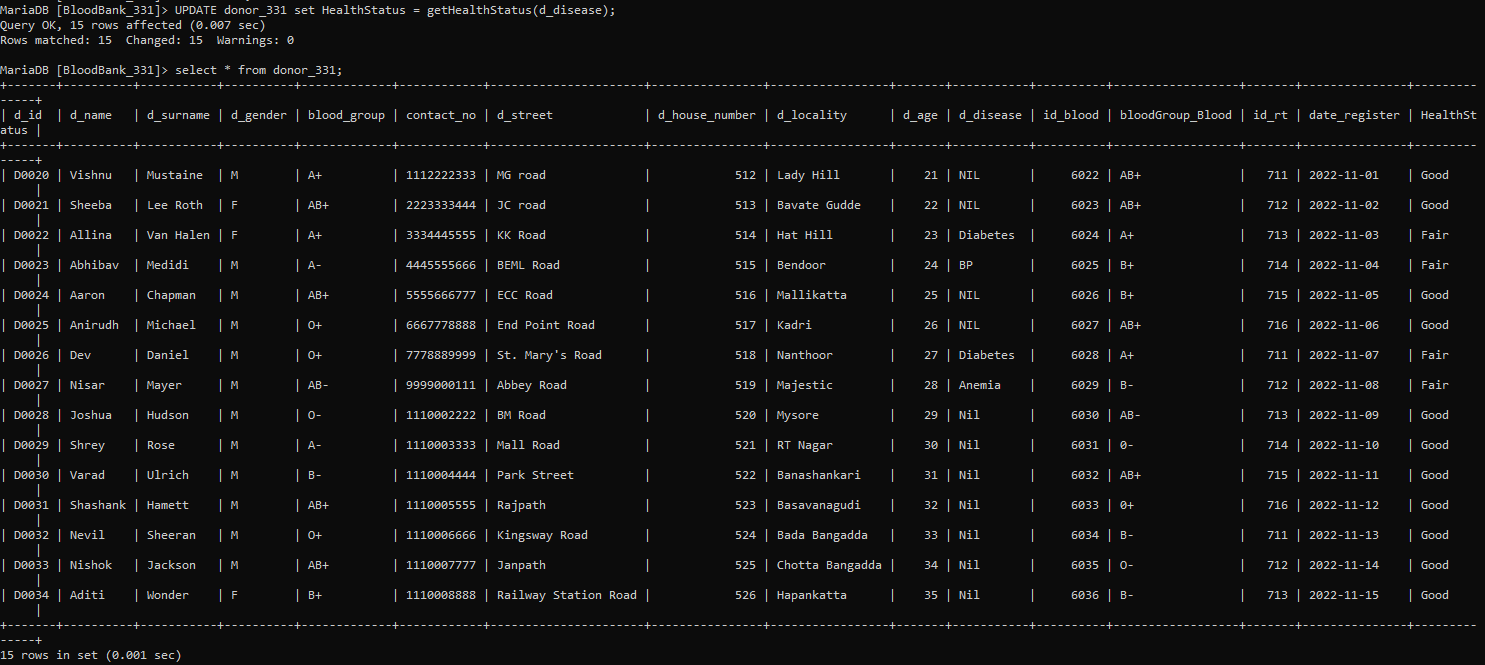 MariaDB [BloodBank_331]> UPDATE donor_331 set HealthStatus = getHealthStatus(d_disease);
Query OK, 15 rows affected (0.007 sec)
Rows matched: 15  Changed: 15  Warnings: 0

MariaDB [BloodBank_331]> select * from donor_331;
+-------+----------+-----------+----------+-------------+------------+----------------------+----------------+-----------------+-------+-----------+----------+------------------+-------+---------------+---------
-----+
| d_id  | d_name   | d_surname | d_gender | blood_group | contact_no | d_street             | d_house_number | d_locality      | d_age | d_disease | id_blood | bloodGroup_Blood | id_rt | date_register | HealthSt
atus |
+-------+----------+-----------+----------+-------------+------------+----------------------+----------------+-----------------+-------+-----------+----------+------------------+-------+---------------+---------
-----+
| D0020 | Vishnu   | Mustaine  | M        | A+          | 1112222333 | MG road              |            512 | Lady Hill       |    21 | NIL       |     6022 | AB+              |   711 | 2022-11-01    | Good
     |
| D0021 | Sheeba   | Lee Roth  | F        | AB+         | 2223333444 | JC road              |            513 | Bavate Gudde    |    22 | NIL       |     6023 | AB+              |   712 | 2022-11-02    | Good
     |
| D0022 | Allina   | Van Halen | F        | A+          | 3334445555 | KK Road              |            514 | Hat Hill        |    23 | Diabetes  |     6024 | A+               |   713 | 2022-11-03    | Fair
     |
| D0023 | Abhibav  | Medidi    | M        | A-          | 4445555666 | BEML Road            |            515 | Bendoor         |    24 | BP        |     6025 | B+               |   714 | 2022-11-04    | Fair
     |
| D0024 | Aaron    | Chapman   | M        | AB+         | 5555666777 | ECC Road             |            516 | Mallikatta      |    25 | NIL       |     6026 | B+               |   715 | 2022-11-05    | Good
     |
| D0025 | Anirudh  | Michael   | M        | O+          | 6667778888 | End Point Road       |            517 | Kadri           |    26 | NIL       |     6027 | AB+              |   716 | 2022-11-06    | Good
     |
| D0026 | Dev      | Daniel    | M        | O+          | 7778889999 | St. Mary's Road      |            518 | Nanthoor        |    27 | Diabetes  |     6028 | A+               |   711 | 2022-11-07    | Fair
     |
| D0027 | Nisar    | Mayer     | M        | AB-         | 9999000111 | Abbey Road           |            519 | Majestic        |    28 | Anemia    |     6029 | B-               |   712 | 2022-11-08    | Fair
     |
| D0028 | Joshua   | Hudson    | M        | O-          | 1110002222 | BM Road              |            520 | Mysore          |    29 | Nil       |     6030 | AB-              |   713 | 2022-11-09    | Good
     |
| D0029 | Shrey    | Rose      | M        | A-          | 1110003333 | Mall Road            |            521 | RT Nagar        |    30 | Nil       |     6031 | 0-               |   714 | 2022-11-10    | Good
     |
| D0030 | Varad    | Ulrich    | M        | B-          | 1110004444 | Park Street          |            522 | Banashankari    |    31 | Nil       |     6032 | AB+              |   715 | 2022-11-11    | Good
     |
| D0031 | Shashank | Hamett    | M        | AB+         | 1110005555 | Rajpath              |            523 | Basavanagudi    |    32 | Nil       |     6033 | 0+               |   716 | 2022-11-12    | Good
     |
| D0032 | Nevil    | Sheeran   | M        | O+          | 1110006666 | Kingsway Road        |            524 | Bada Bangadda   |    33 | Nil       |     6034 | B-               |   711 | 2022-11-13    | Good
     |
| D0033 | Nishok   | Jackson   | M        | AB+         | 1110007777 | Janpath              |            525 | Chotta Bangadda |    34 | Nil       |     6035 | O-               |   712 | 2022-11-14    | Good
     |
| D0034 | Aditi    | Wonder    | F        | B+          | 1110008888 | Railway Station Road |            526 | Hapankatta      |    35 | Nil       |     6036 | B-               |   713 | 2022-11-15    | Good
     |
+-------+----------+-----------+----------+-------------+------------+----------------------+----------------+-----------------+-------+-----------+----------+------------------+-------+---------------+---------
-----+
15 rows in set (0.001 sec)